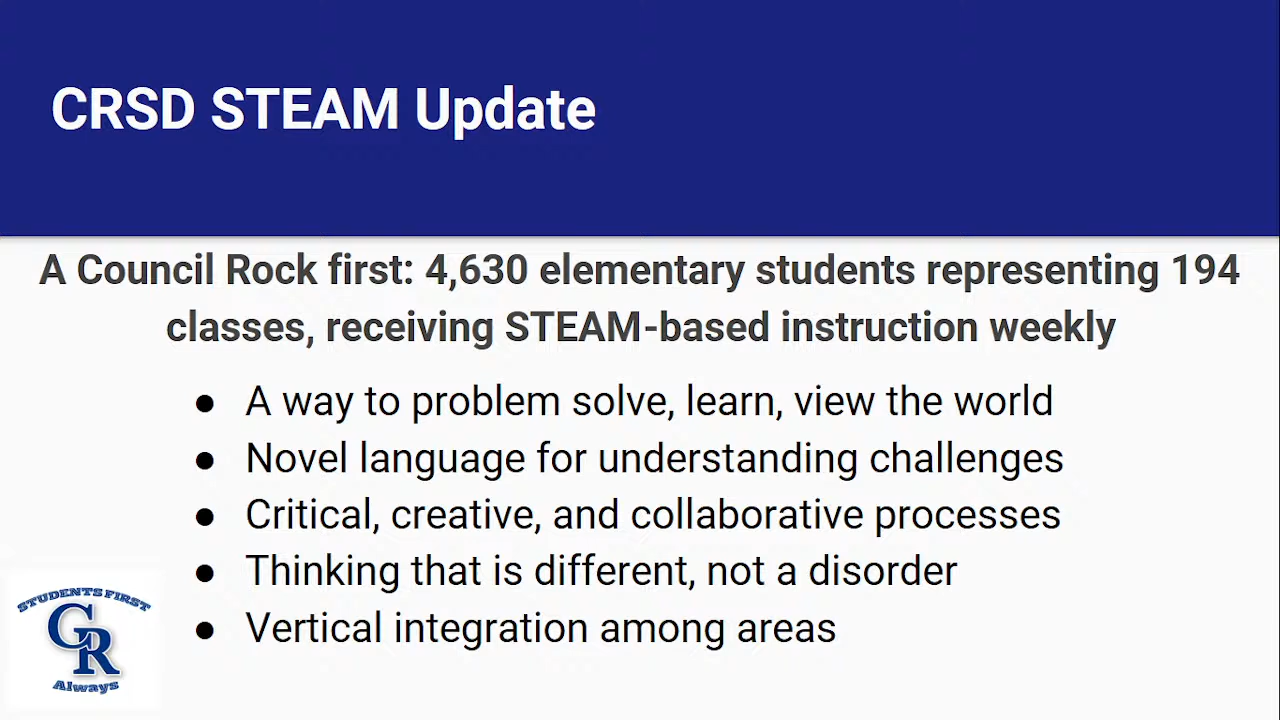 CRSD STEAM Update
A Council Rock first: 4,630 elementary students representing 194
classes, receiving STEAM-based instruction weekly
● A way to problem solve, learn, view the world
● Novel language for understanding challenges
● Critical, creative, and collaborative processes
● Thinking that is different, not a disorder
● Vertical integration among areas
STUDENTS FIRST
CR
Always